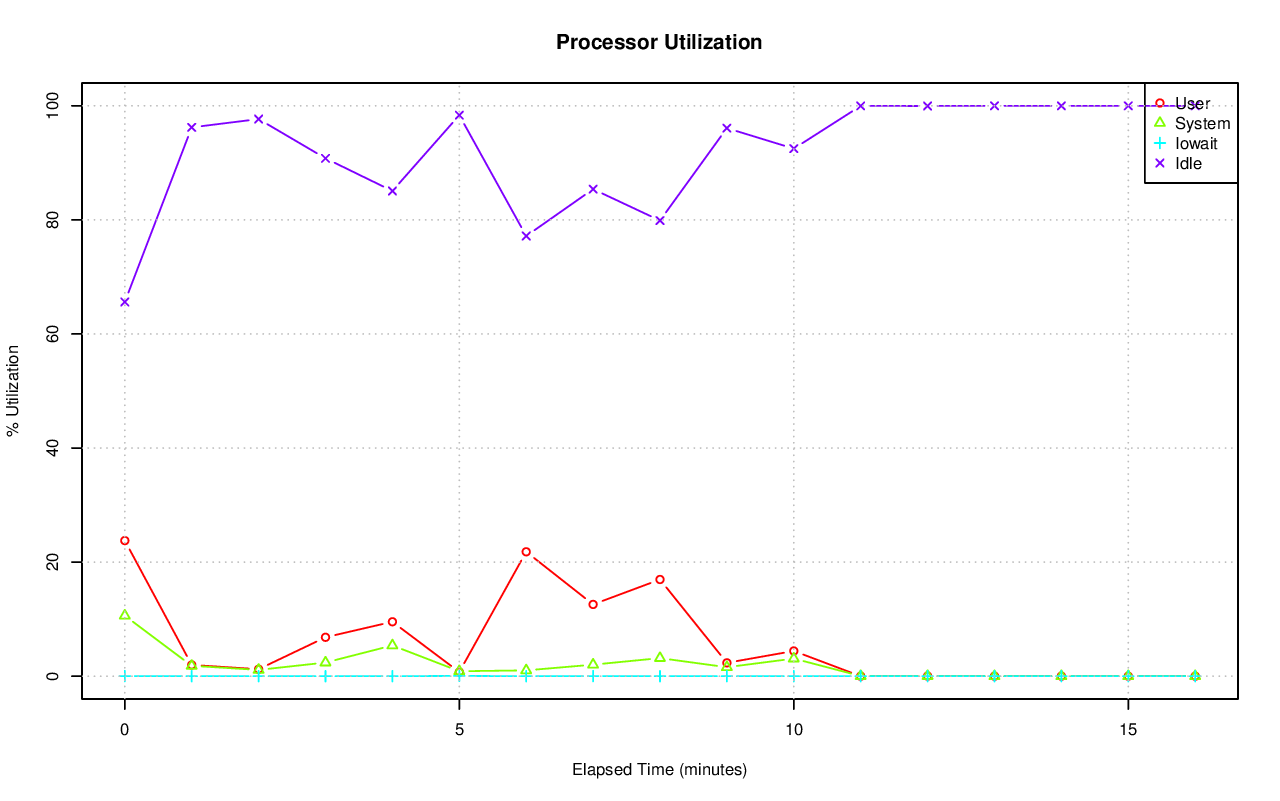 Processor Utilization
100
80
60
40
20
0
% Utilization
User
System
Iowait
Idle
0 5 10 15
Elapsed Time (minutes)